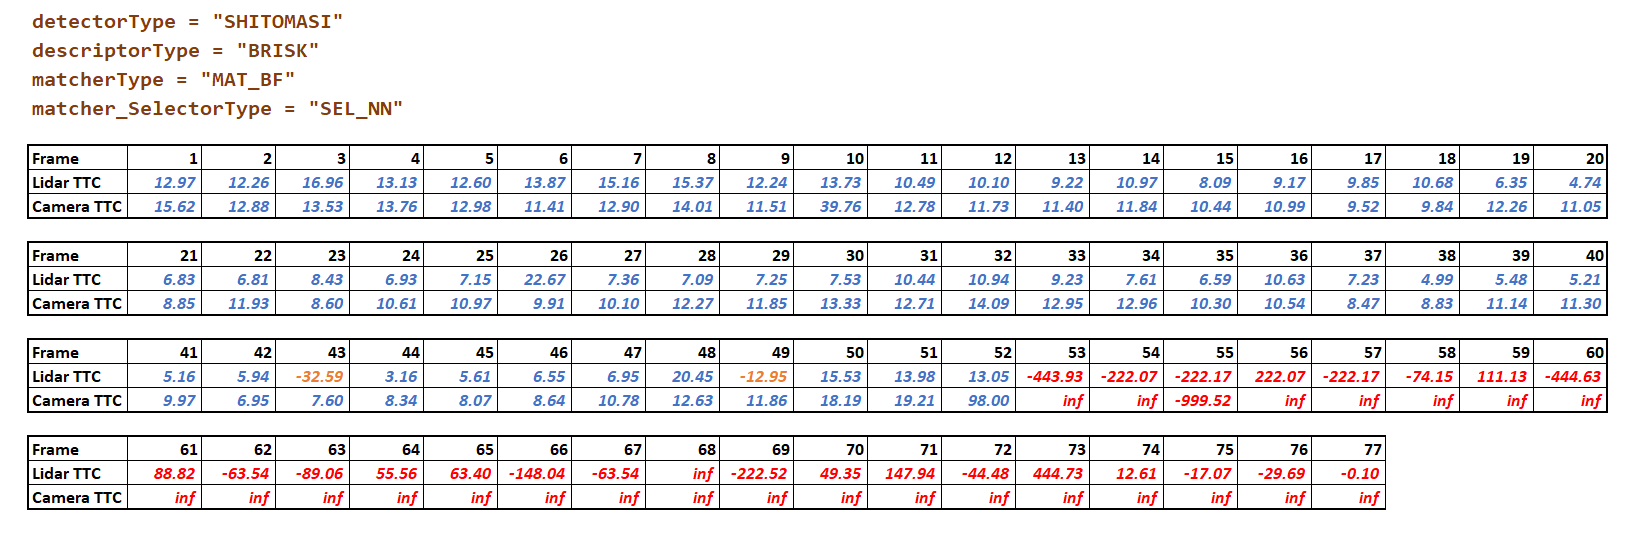 detectorType = "SHITOMASI"
descriptorType = "BRISK"
matcherType = "MAT_BF"
matcher_SelectorType = "SEL_NN"
Frame 1 2 3 4 5 6 7 8 9 10 11 12 13 14 15 16 17 18 19 20
Lidar TTC 12.97 12.26 16.96 13.13 12.60 13.87 15.16 15.37 12.24 13.73 10.49 10.10 9.22 10.97 8.09 9.17 9.85 10.68 6.35 4.74
Camera TTC 15.62 12.88 13.53 13.76 12.98 11.41 12.90 14.01 11.51 39.76 12.78 11.73 11.40 11.84 10.44 10.99 9.52 9.84 12.26 11.05
Frame 21 22 23 24 25 26 27 28 29 30 31 32 33 34 35 36 37 38 39 40
Lidar TTC 6.83 6.81 8.43 6.93 7.15 22.67 7.36 7.09 7.25 7.53 10.44 10.94 9.23 7.61 6.59 10.63 7.23 4.99 5.48 5.21
Camera TTC 8.85 11.93 8.60 10.61 10.97 9.91 10.10 12.27 11.85 13.33 12.71 14.09 12.95 12.96 10.30 10.54 8.47 8.83 11.14 11.30
Frame 41 42 43 44 45 46 47 48 49 50 51 52 53 54 55 56 57 58 59 60
Lidar TTC 5.16 5.94 -32.59 3.16 5.61 6.55 6.95 20.45 -12.95 15.53 13.98 13.05 -443.93 -222.07 -222.17 222.07 -222.17 -74.15 111.13 -444.63
Camera TTC 9.97 6.95 7.60 8.34 8.07 8.64 10.78 12.63 11.86 18.19 19.21 98.00 inf inf -999.52 inf inf inf inf inf
Frame 61 62 63 64 65 66 67 68 69 70 71 72 73 74 75 76 77
Lidar TTC 88.82 -63.54 -89.06 55.56 63.40 -148.04 -63.54 inf -222.52 49.35 147.94 -44.48 444.73 12.61 -17.07 -29.69 -0.10
Camera TTC inf inf inf inf inf inf inf inf inf inf inf inf inf inf inf inf inf